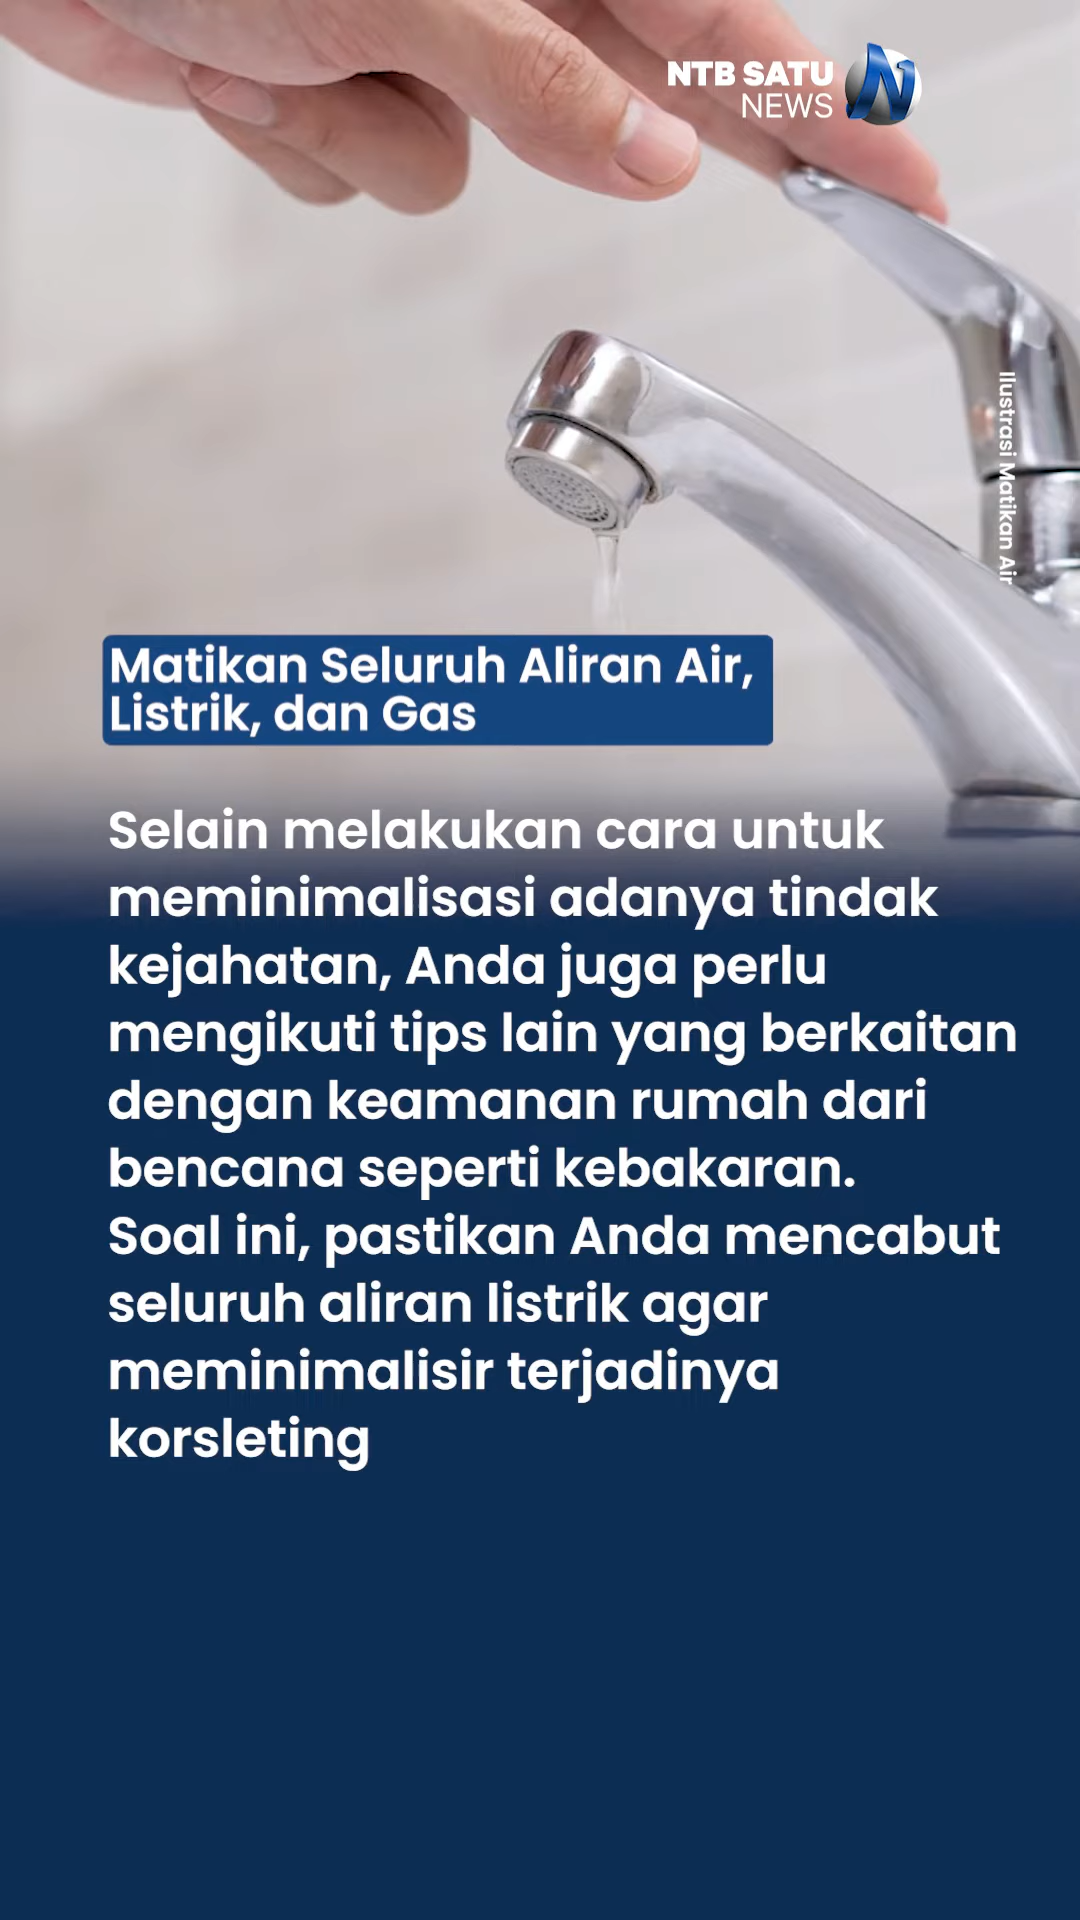 NTB SATU
NEWS
Ilustrasi Matikan Air
Matikan Seluruh Aliran Air,
Listrik, dan Gas
Selain melakukan cara untuk
meminimalisasi adanya tindak
kejahatan, Anda juga perlu
mengikuti tips lain yang berkaitan
dengan keamanan rumah dari
bencana seperti kebakaran.
Soal ini, pastikan Anda mencabut
seluruh aliran listrik agar
meminimalisir terjadinya
korsleting